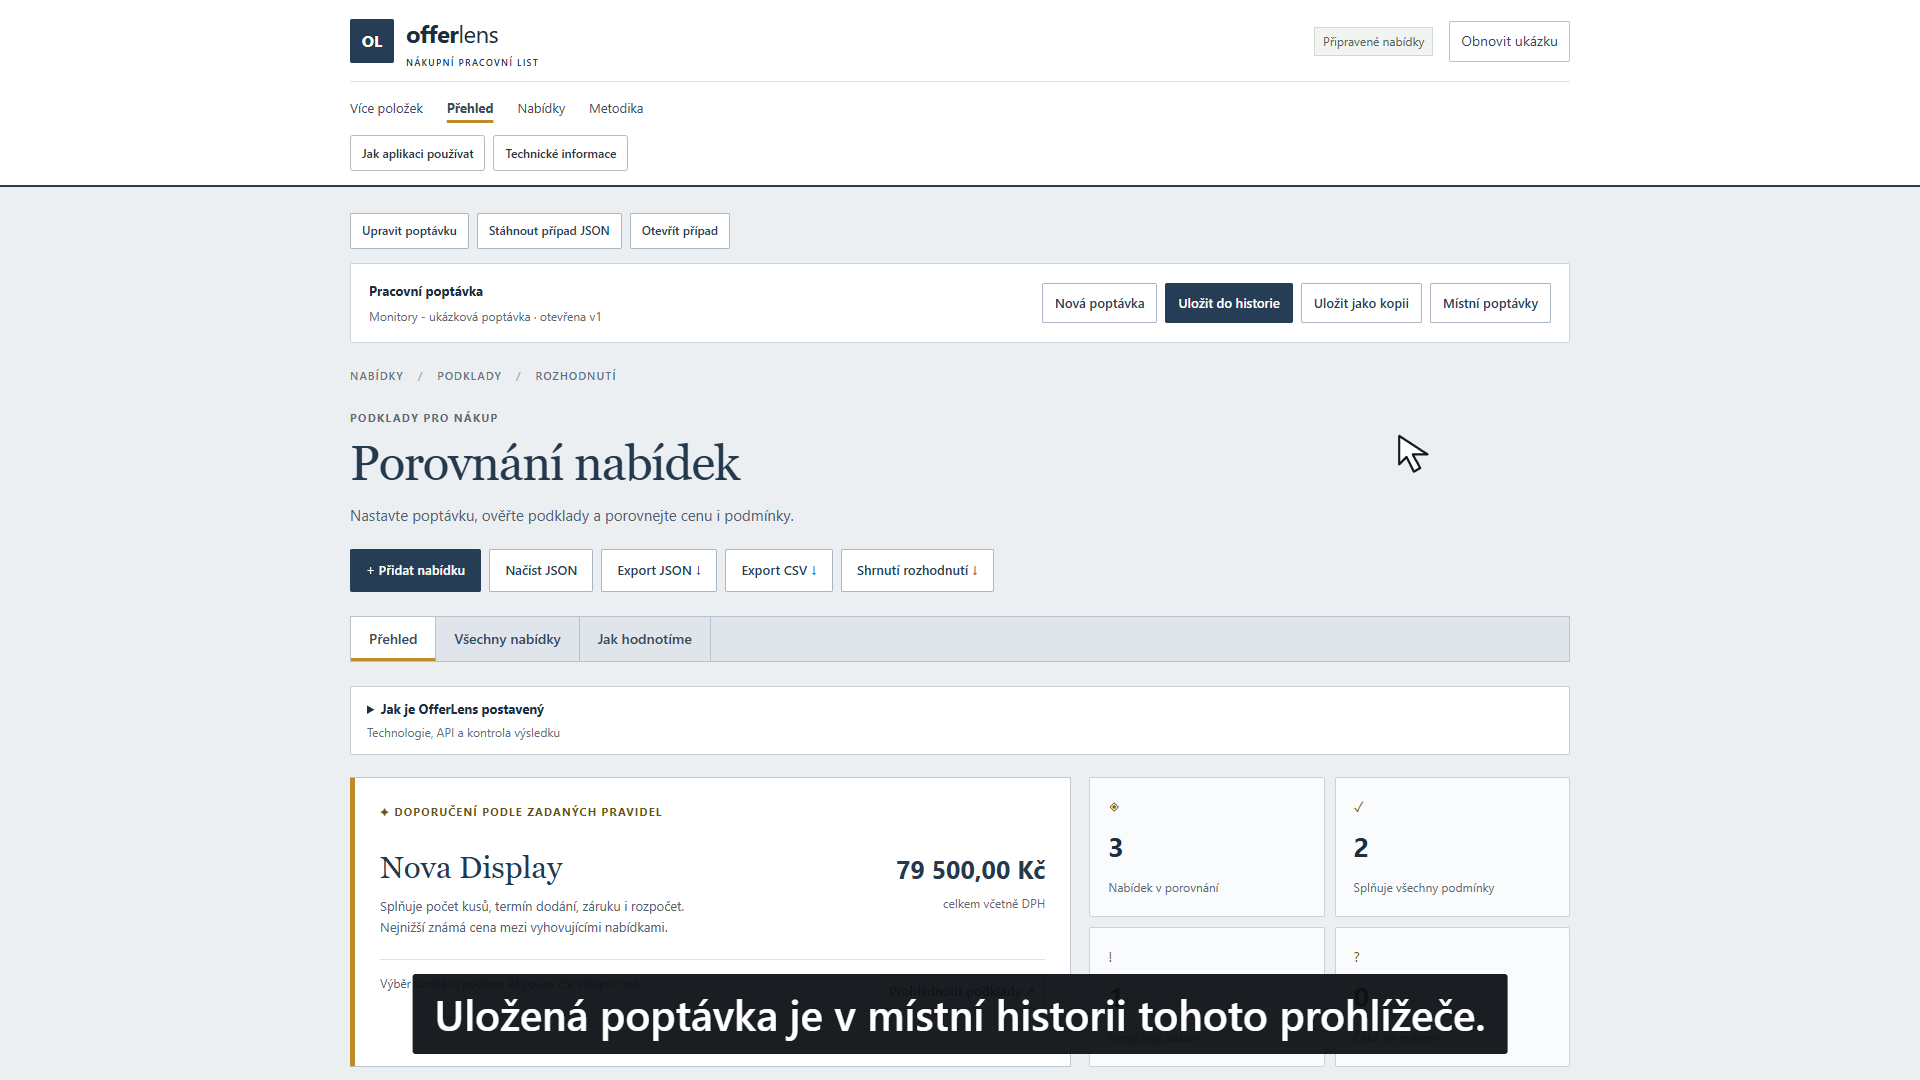 OL
offerlens
NÁKUPNÍ PRACOVNÍ LIST
Připravené nabídky
Obnovit ukázku
Více položek
Přehled
Nabídky
Metodika
Jak aplikaci používat
Technické informace
Upravit poptávku
Stáhnout případ JSON
Otevřít případ
Pracovní poptávka
Monitory - ukázková poptávka · otevřena v1
Nová poptávka
Uložit do historie
Uložit jako kopii
Místní poptávky
NABÍDKY / PODKLADY / ROZHODNUTÍ
PODKLADY PRO NÁKUP
Porovnání nabídek
Nastavte poptávku, ověřte podklady a porovnejte cenu i podmínky.
+ Přidat nabídku
Načíst JSON
Export JSON ↓
Export CSV ↓
Shrnutí rozhodnutí ↓
Přehled
Všechny nabídky
Jak hodnotíme
▶ Jak je OfferLens postavený
Technologie, API a kontrola výsledku
✦ DOPORUČENÍ PODLE ZADANÝCH PRAVIDEL
Nova Display
79 500,00 Kč
celkem včetně DPH
Splňuje počet kusů, termín dodání, záruku i rozpočet.
Nejnižší známá cena mezi vyhovujícími nabídkami.
Výběr
Prohlédnout podklady
◈
3
Nabídek v porovnání
✓
2
Splňuje všechny podmínky
!
?
0
Uložená poptávka je v místní historii tohoto prohlížeče.